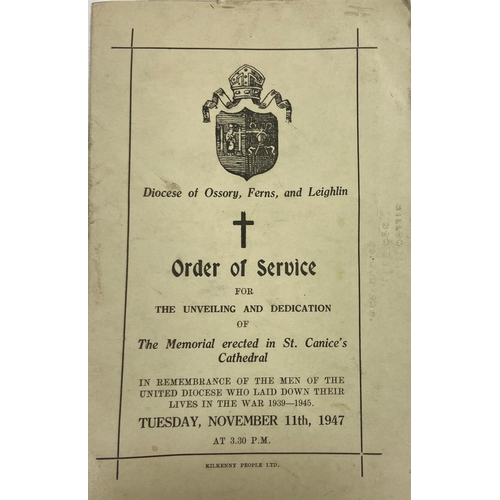 Diocese of Ossory, Ferns, and Leighlin
Order of Service
FOR
THE UNVEILING AND DEDICATION
OF
The Memorial erected in St. Canice's
Cathedral
IN REMEMBRANCE OF THE MEN OF THE
UNITED DIOCESE WHO LAID DOWN THEIR
LIVES IN THE WAR 1939—1945.
TUESDAY, NOVEMBER 11th, 1947
AT 3.30 P.M.
KILKENNY PEOPLE LTD.